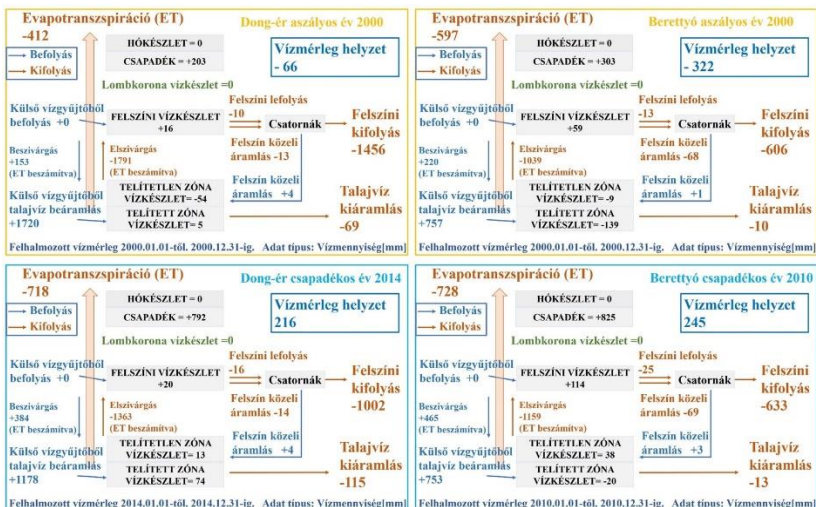 Evapotranszspiráció (ET)
-412
Dong-ér aszályos év 2000
Befolyás
Kifolyás
HÓKÉSZLET = 0
CSAPADÉK = +203
Vízmérleg helyzet
- 66
Lombkorona vízkészlet =0
Külső vízgyűjtőből
befolyás +0
FELSZÍNI VÍZKÉSZLET
+16
Felszíni lefolyás
-10
Csatornák
Felszíni
kifolyás
-1456
Beszivárgás
+153
(ET beszámítva)
Elszivárgás
-1791
(ET beszámítva)
Felszín közeli
áramlás -13
Felszín közeli
áramlás +4
Külső vízgyűjtőből
talajvíz beáramlás
+1720
TELÍTETLEN ZÓNA
VÍZKÉSZLET= -54
TELÍTETT ZÓNA
VÍZKÉSZLET= 5
Talajvíz
kiáramlás
-69
Felhalmozott vízmérleg 2000.01.01-től. 2000.12.31-ig. Adat típus: Vízmennyiség[mm]
Evapotranszspiráció (ET)
-597
Berettyó aszályos év 2000
Befolyás
Kifolyás
HÓKÉSZLET = 0
CSAPADÉK = +303
Vízmérleg helyzet
- 322
Lombkorona vízkészlet =0
Külső vízgyűjtőből
befolyás +0
FELSZÍNI VÍZKÉSZLET
+59
Felszíni lefolyás
-13
Csatornák
Felszíni
kifolyás
-606
Beszivárgás
+220
(ET beszámítva)
Elszivárgás
-1039
(ET beszámítva)
Felszín közeli
áramlás -68
Felszín közeli
áramlás +1
Külső vízgyűjtőből
talajvíz beáramlás
+757
TELÍTETLEN ZÓNA
VÍZKÉSZLET= -9
TELÍTETT ZÓNA
VÍZKÉSZLET= -139
Talajvíz
kiáramlás
-10
Felhalmozott vízmérleg 2000.01.01-től. 2000.12.31-ig. Adat típus: Vízmennyiség[mm]
Evapotranszspiráció (ET)
-718
Dong-ér csapadékos év 2014
Befolyás
Kifolyás
HÓKÉSZLET = 0
CSAPADÉK = +792
Vízmérleg helyzet
216
Lombkorona vízkészlet =0
Külső vízgyűjtőből
befolyás +0
FELSZÍNI VÍZKÉSZLET
+20
Felszíni lefolyás
-16
Csatornák
Felszíni
kifolyás
-1002
Beszivárgás
+384
(ET beszámítva)
Elszivárgás
-1363
(ET beszámítva)
Felszín közeli
áramlás -14
Felszín közeli
áramlás +4
Külső vízgyűjtőből
talajvíz beáramlás
+1178
TELÍTETLEN ZÓNA
VÍZKÉSZLET= 13
TELÍTETT ZÓNA
VÍZKÉSZLET= 74
Talajvíz
kiáramlás
-115
Felhalmozott vízmérleg 2014.01.01-től. 2014.12.31-ig. Adat típus: Vízmennyiség[mm]
Evapotranszspiráció (ET)
-728
Berettyó csapadékos év 2010
Befolyás
Kifolyás
HÓKÉSZLET = 0
CSAPADÉK = +825
Vízmérleg helyzet
245
Lombkorona vízkészlet =0
Külső vízgyűjtőből
befolyás +0
FELSZÍNI VÍZKÉSZLET
+114
Felszíni lefolyás
-25
Csatornák
Felszíni
kifolyás
-633
Beszivárgás
+465
(ET beszámítva)
Elszivárgás
-1159
(ET beszámítva)
Felszín közeli
áramlás -69
Felszín közeli
áramlás +3
Külső vízgyűjtőből
talajvíz beáramlás
+753
TELÍTETLEN ZÓNA
VÍZKÉSZLET= 38
TELÍTETT ZÓNA
VÍZKÉSZLET= -20
Talajvíz
kiáramlás
-13
Felhalmozott vízmérleg 2010.01.01-től. 2010.12.31-ig. Adat típus: Vízmennyiség[mm]